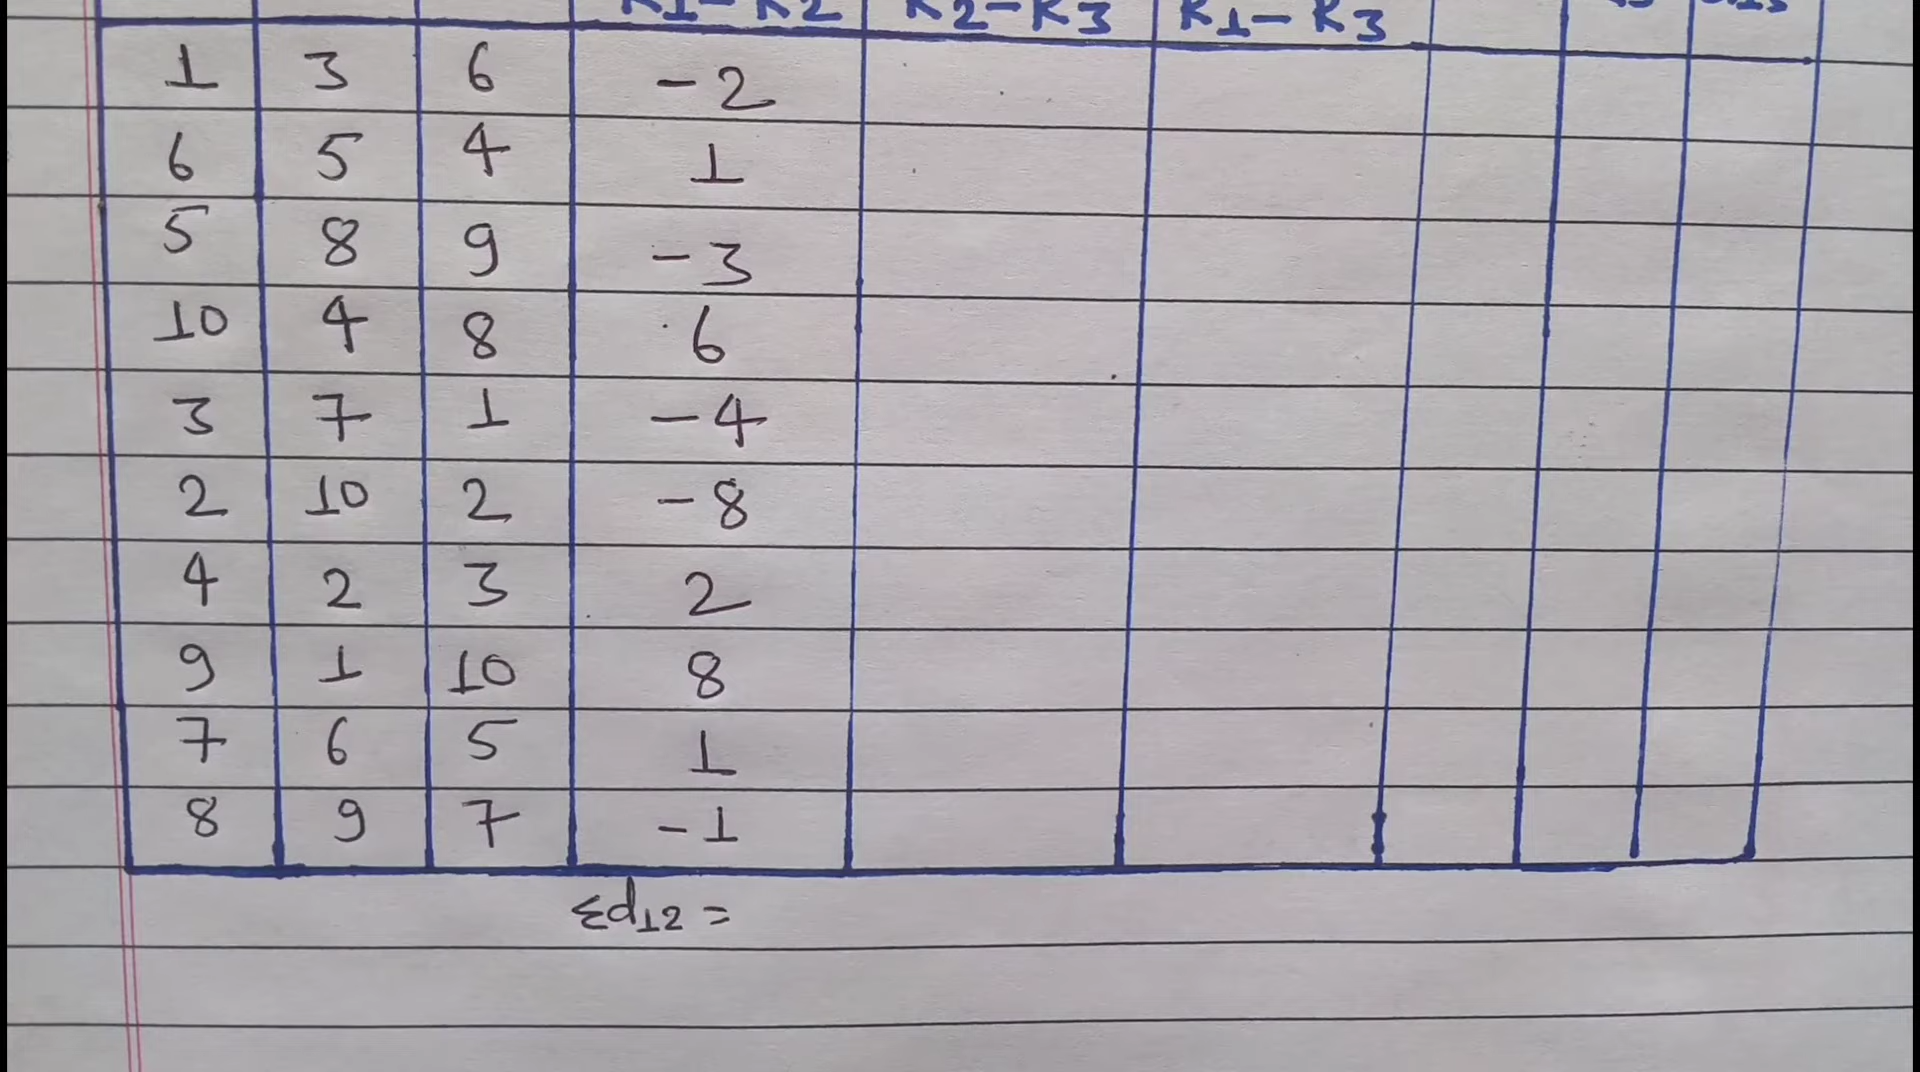 R1-R2 R2-R3 R1-R3
1 3 6 -2
6 5 4 1
5 8 9 -3
10 4 8 6
3 7 1 -4
2 10 2 -8
4 2 3 2
9 1 10 8
7 6 5 1
8 9 7 -1
Σd12 =